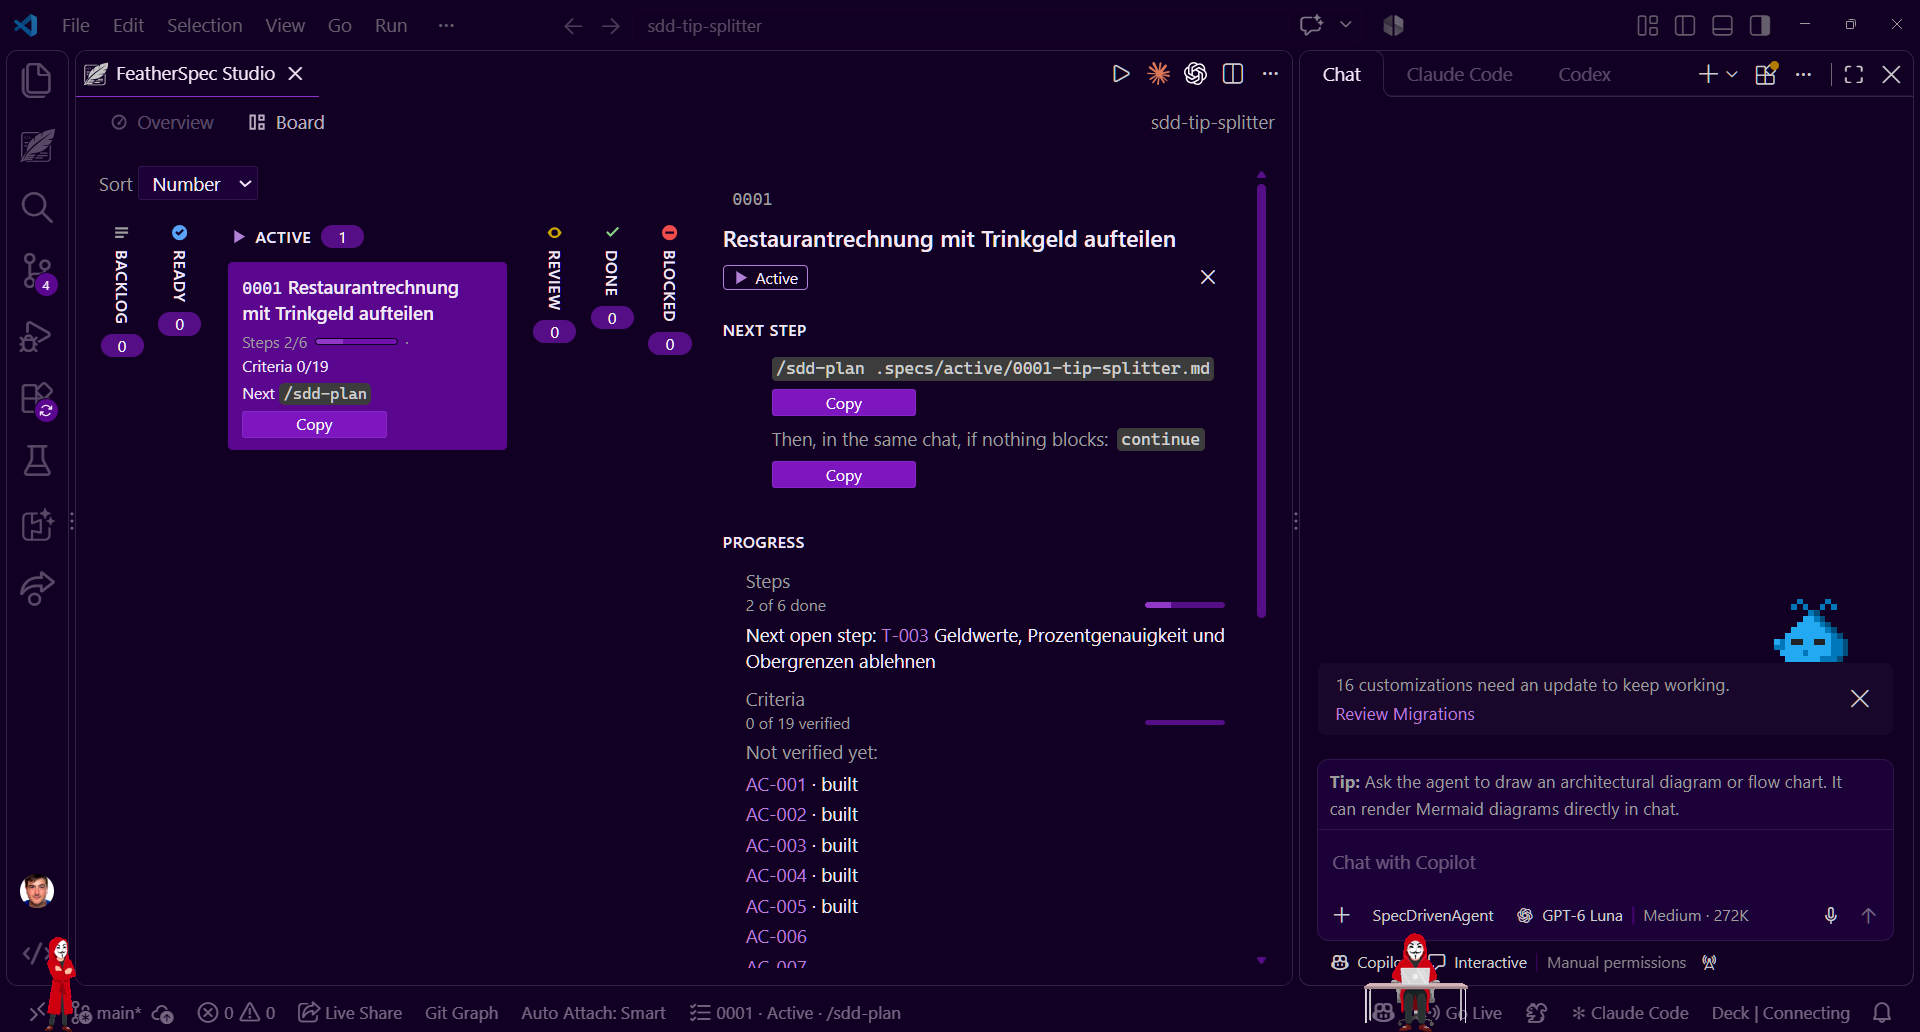 File Edit Selection View Go Run ··· sdd-tip-splitter
FeatherSpec Studio
Overview Board sdd-tip-splitter
Sort Number
BACKLOG 0
READY 0
ACTIVE 1
0001 Restaurantrechnung
mit Trinkgeld aufteilen
Steps 2/6 ·
Criteria 0/19
Next /sdd-plan
Copy
REVIEW 0
DONE 0
BLOCKED 0
0001
Restaurantrechnung mit Trinkgeld aufteilen
Active
NEXT STEP
/sdd-plan .specs/active/0001-tip-splitter.md
Copy
Then, in the same chat, if nothing blocks: continue
Copy
PROGRESS
Steps
2 of 6 done
Next open step: T-003 Geldwerte, Prozentgenauigkeit und
Obergrenzen ablehnen
Criteria
0 of 19 verified
Not verified yet:
AC-001 · built
AC-002 · built
AC-003 · built
AC-004 · built
AC-005 · built
AC-006
AC-007
4
Chat Claude Code Codex
16 customizations need an update to keep working.
Review Migrations
Tip: Ask the agent to draw an architectural diagram or flow chart. It
can render Mermaid diagrams directly in chat.
Chat with Copilot
SpecDrivenAgent GPT-6 Luna Medium · 272K
Interactive Manual permissions
main* 0 0 Live Share Git Graph Auto Attach: Smart 0001 · Active · /sdd-plan
Go Live Claude Code Deck | Connecting